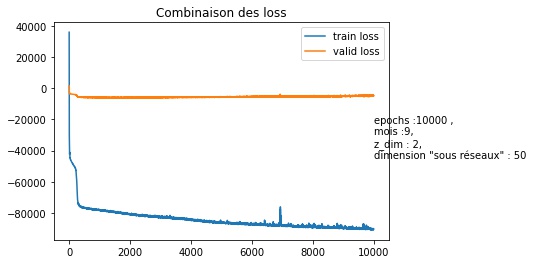 Combinaison des loss
40000
20000
0
−20000
−40000
−60000
−80000
0
2000
4000
6000
8000
10000
train loss
valid loss
epochs :10000 ,
mois :9,
z_dim : 2,
dimension "sous réseaux" : 50